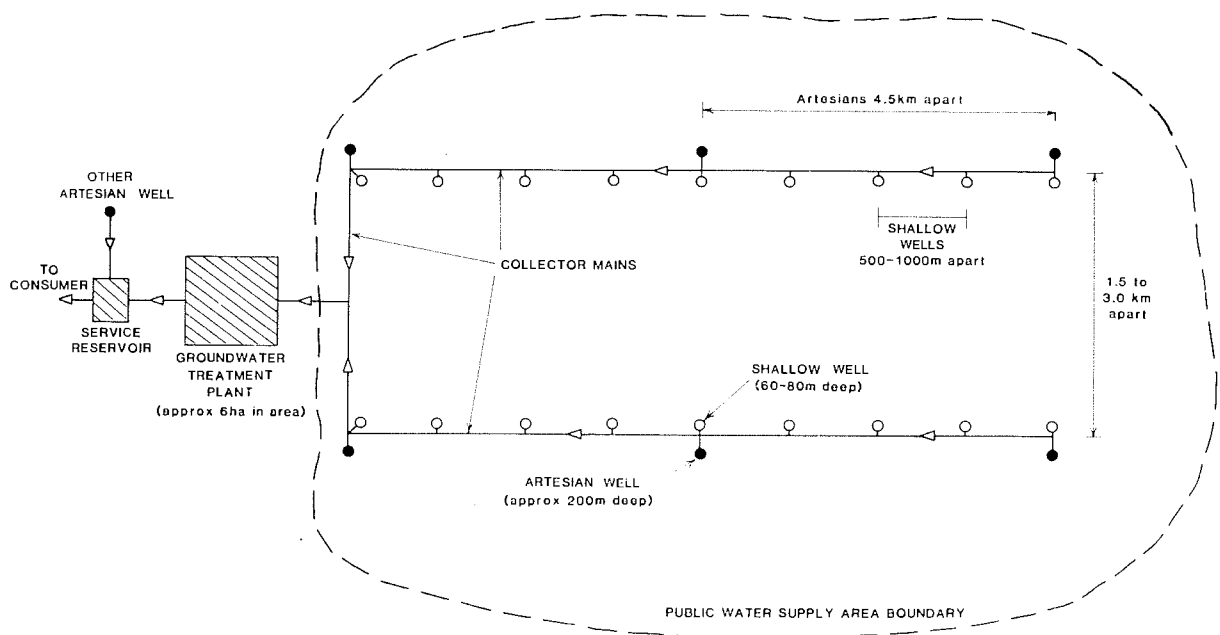 Artesians 4.5km apart
OTHER
ARTESIAN WELL
SHALLOW
WELLS
500-1000m apart
TO
CONSUMER
COLLECTOR MAINS
1.5 to
3.0 km
apart
SERVICE
RESERVOIR
GROUNDWATER
TREATMENT
PLANT
(approx 6ha in area)
SHALLOW WELL
(60-80m deep)
ARTESIAN WELL
(approx 200m deep)
PUBLIC WATER SUPPLY AREA BOUNDARY